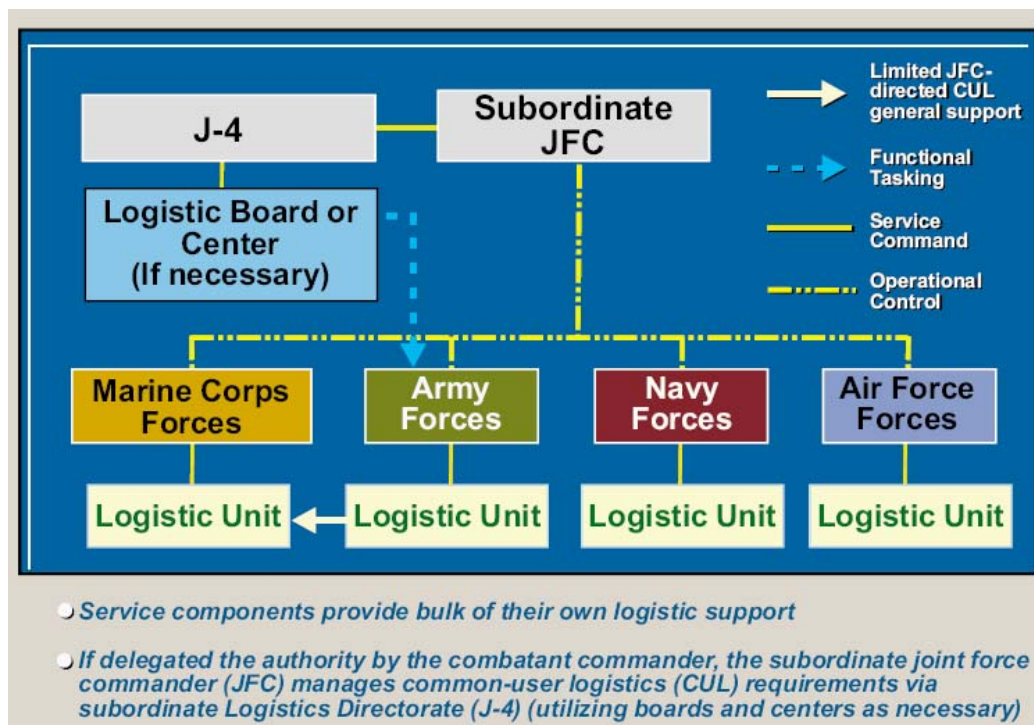 J-4
Subordinate
JFC
Limited JFC-
directed CUL
general support
Functional
Tasking
Service
Command
Operational
Control
Logistic Board or
Center
(If necessary)
Marine Corps
Forces
Army
Forces
Navy
Forces
Air Force
Forces
Logistic Unit
Logistic Unit
Logistic Unit
Logistic Unit
Service components provide bulk of their own logistic support
If delegated the authority by the combatant commander, the subordinate joint force
commander (JFC) manages common-user logistics (CUL) requirements via
subordinate Logistics Directorate (J-4) (utilizing boards and centers as necessary)